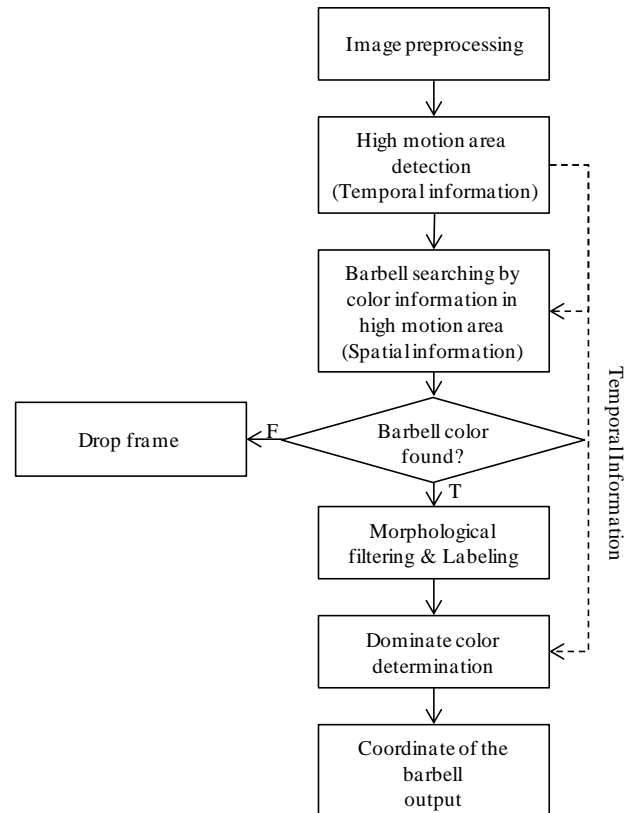 Image preprocessing
High motion area
detection
(Temporal information)
Barbell searching by
color information in
high motion area
(Spatial information)
Barbell color
found?
F
Drop frame
T
Morphological
filtering & Labeling
Dominate color
determination
Coordinate of the
barbell
output
Temporal Information